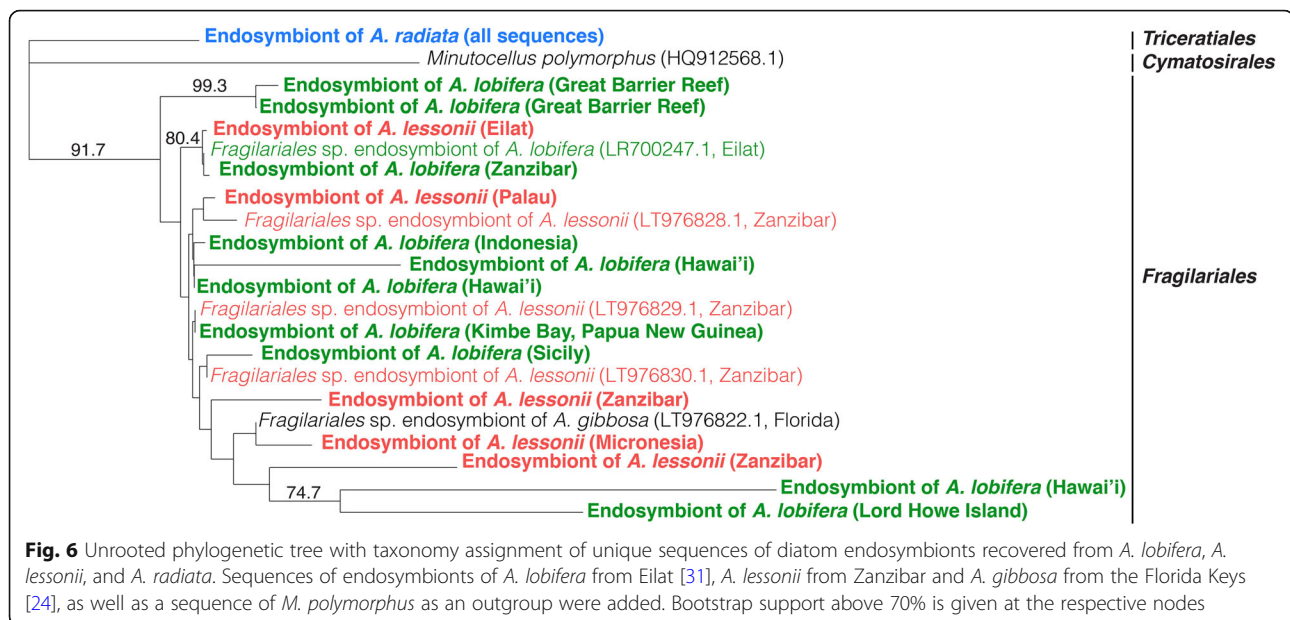 Endosymbiont of A. radiata (all sequences)
Triceratiales
Minutocellus polymorphus (HQ912568.1)
Cymatosirales
99.3
Endosymbiont of A. lobifera (Great Barrier Reef)
Endosymbiont of A. lobifera (Great Barrier Reef)
Endosymbiont of A. lessonii (Eilat)
80.4
Fragilariales sp. endosymbiont of A. lobifera (LR700247.1, Eilat)
91.7
Endosymbiont of A. lobifera (Zanzibar)
Endosymbiont of A. lessonii (Palau)
Fragilariales sp. endosymbiont of A. lessonii (LT976828.1, Zanzibar)
Endosymbiont of A. lobifera (Indonesia)
Endosymbiont of A. lobifera (Hawai'i)
Fragilariales
Endosymbiont of A. lobifera (Hawai'i)
Fragilariales sp. endosymbiont of A. lessonii (LT976829.1, Zanzibar)
Endosymbiont of A. lobifera (Kimbe Bay, Papua New Guinea)
Endosymbiont of A. lobifera (Sicily)
Fragilariales sp. endosymbiont of A. lessonii (LT976830.1, Zanzibar)
Endosymbiont of A. lessonii (Zanzibar)
Fragilariales sp. endosymbiont of A. gibbosa (LT976822.1, Florida)
Endosymbiont of A. lessonii (Micronesia)
Endosymbiont of A. lessonii (Zanzibar)
74.7
Endosymbiont of A. lobifera (Hawai'i)
Endosymbiont of A. lobifera (Lord Howe Island)
Fig. 6 Unrooted phylogenetic tree with taxonomy assignment of unique sequences of diatom endosymbionts recovered from A. lobifera, A.
lessonii, and A. radiata. Sequences of endosymbionts of A. lobifera from Eilat [31], A. lessonii from Zanzibar and A. gibbosa from the Florida Keys
[24], as well as a sequence of M. polymorphus as an outgroup were added. Bootstrap support above 70% is given at the respective nodes